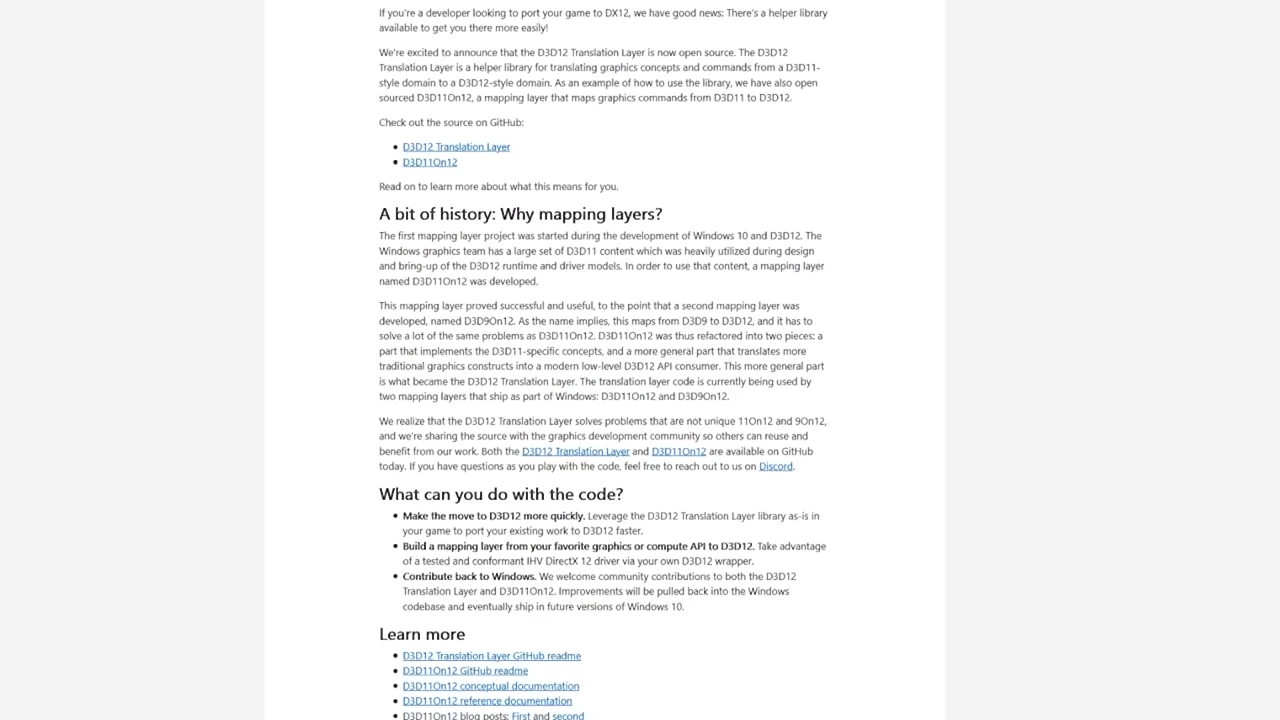 If you're a developer looking to port your game to DX12, we have good news: There's a helper library
available to get you there more easily!
We're excited to announce that the D3D12 Translation Layer is now open source. The D3D12
Translation Layer is a helper library for translating graphics concepts and commands from a D3D11-
style domain to a D3D12-style domain. As an example of how to use the library, we have also open
sourced D3D11On12, a mapping layer that maps graphics commands from D3D11 to D3D12.
Check out the source on GitHub:
• D3D12 Translation Layer
• D3D11On12
Read on to learn more about what this means for you.
A bit of history: Why mapping layers?
The first mapping layer project was started during the development of Windows 10 and D3D12. The
Windows graphics team has a large set of D3D11 content which was heavily utilized during design
and bring-up of the D3D12 runtime and driver models. In order to use that content, a mapping layer
named D3D11On12 was developed.
This mapping layer proved successful and useful, to the point that a second mapping layer was
developed, named D3D9On12. As the name implies, this maps from D3D9 to D3D12, and it has to
solve a lot of the same problems as D3D11On12. D3D11On12 was thus refactored into two pieces: a
part that implements the D3D11-specific concepts, and a more general part that translates more
traditional graphics constructs into a modern low-level D3D12 API consumer. This more general part
is what became the D3D12 Translation Layer. The translation layer code is currently being used by
two mapping layers that ship as part of Windows: D3D11On12 and D3D9On12.
We realize that the D3D12 Translation Layer solves problems that are not unique 11On12 and 9On12,
and we're sharing the source with the graphics development community so others can reuse and
benefit from our work. Both the D3D12 Translation Layer and D3D11On12 are available on GitHub
today. If you have questions as you play with the code, feel free to reach out to us on Discord.
What can you do with the code?
• Make the move to D3D12 more quickly. Leverage the D3D12 Translation Layer library as-is in
your game to port your existing work to D3D12 faster.
• Build a mapping layer from your favorite graphics or compute API to D3D12. Take advantage
of a tested and conformant IHV DirectX 12 driver via your own D3D12 wrapper.
• Contribute back to Windows. We welcome community contributions to both the D3D12
Translation Layer and D3D11On12. Improvements will be pulled back into the Windows
codebase and eventually ship in future versions of Windows 10.
Learn more
• D3D12 Translation Layer GitHub readme
• D3D11On12 GitHub readme
• D3D11On12 conceptual documentation
• D3D11On12 reference documentation
• D3D11On12 blog posts: First and second